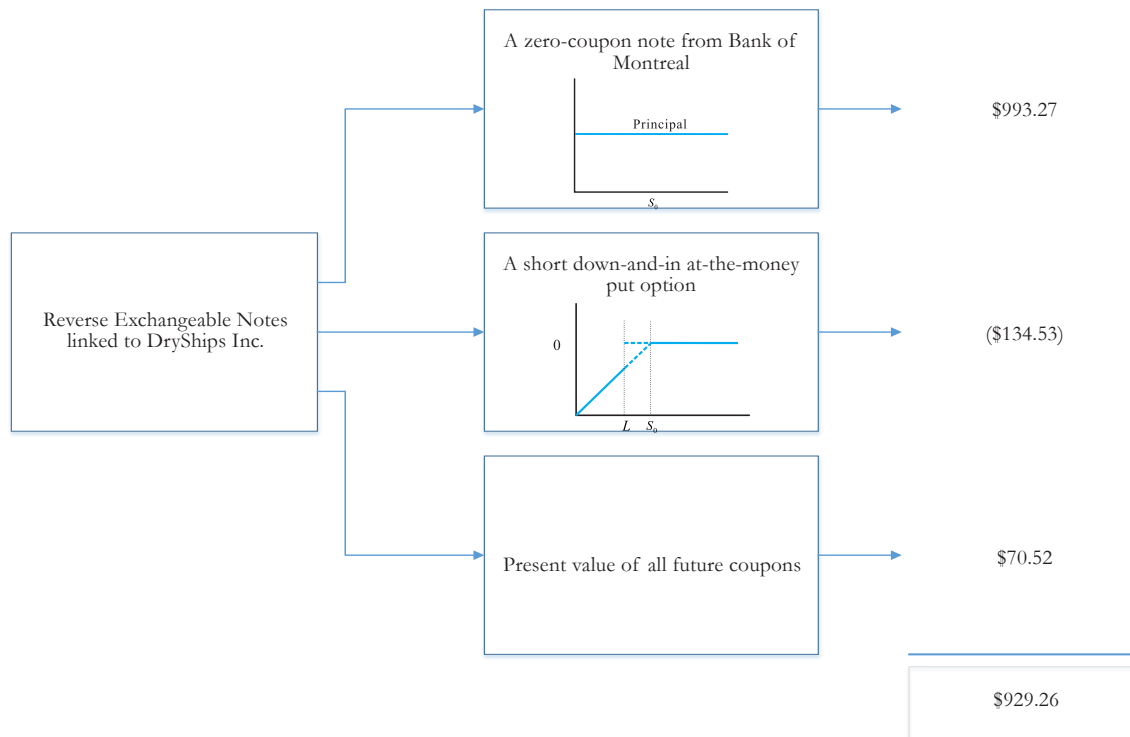 A zero-coupon note from Bank of
Montreal
Principal
S₀
$993.27
Reverse Exchangeable Notes
linked to DryShips Inc.
A short down-and-in at-the-money
put option
0
L S₀
($134.53)
Present value of all future coupons
$70.52
$929.26